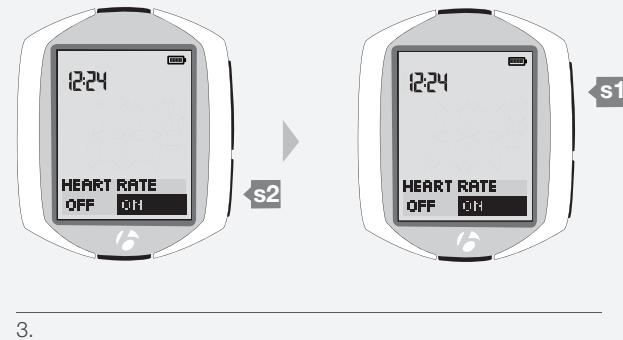 12:24
HEART RATE
OFF ON
s2
12:24
HEART RATE
OFF ON
s1
3.